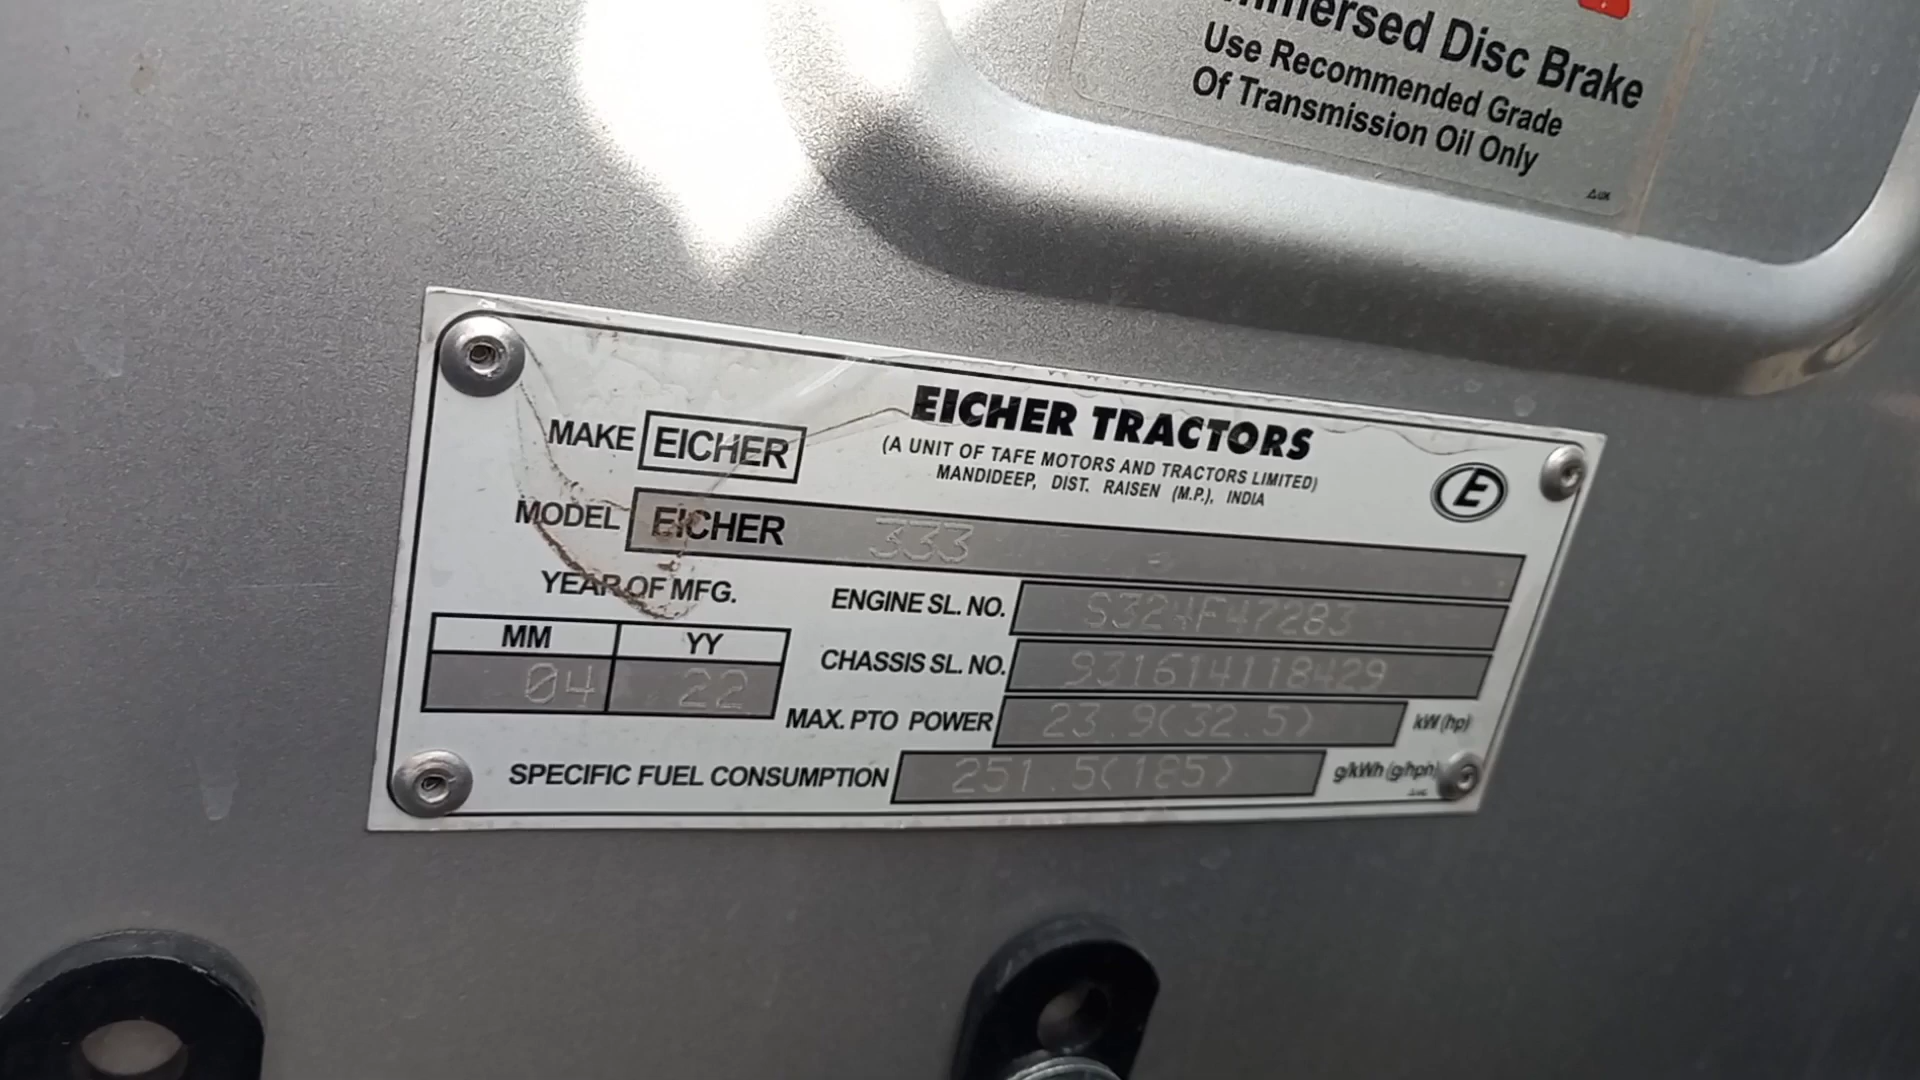 Immersed Disc Brake
Use Recommended Grade
Of Transmission Oil Only
EICHER TRACTORS
(A UNIT OF TAFE MOTORS AND TRACTORS LIMITED)
MANDIDEEP, DIST. RAISEN (M.P.), INDIA
E
MAKE EICHER
MODEL EICHER 333
YEAR OF MFG.
MM YY
04 22
ENGINE SL. NO. S324F47283
CHASSIS SL. NO. 931614118429
MAX. PTO POWER 23.9(32.5) kW (hp)
SPECIFIC FUEL CONSUMPTION 251.5(185) g/kWh (g/hph)